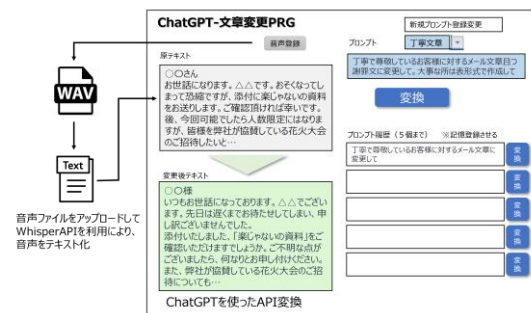 ChatGPT-文章変更PRG
新規プロンプト登録変更
音声登録
プロンプト
丁寧文章
原テキスト
〇〇さん
お世話になります。△△です。おそくなってしまって恐縮ですが、添付に楽じゃないの資料をお送りします。ご確認頂ければ幸いです。
後、今回可能でしたら人数限定にはなりますが、皆様を弊社が協賛している花火大会のご招待したいと…
丁寧で尊敬しているお客様に対するメール文章且つ謝罪文に変更して。大事な所は表形式で作成して
変換
WAV
Text
音声ファイルをアップロードして
WhisperAPIを利用により、
音声をテキスト化
変更後テキスト
〇〇様
いつもお世話になっております。△△でございます。先日は遅くまでお待たせしてしまい、申し訳ございませんでした。
添付いたしました、「楽じゃないの資料」をご確認いただけますでしょうか。ご不明な点がございましたら、何なりとお申し付けください。
また、弊社が協賛している花火大会のご招待についても…
プロンプト履歴（５個まで）　※記憶登録させる
丁寧で尊敬しているお客様に対するメール文章に変更して
変換
変換
変換
変換
変換
ChatGPTを使ったAPI変換